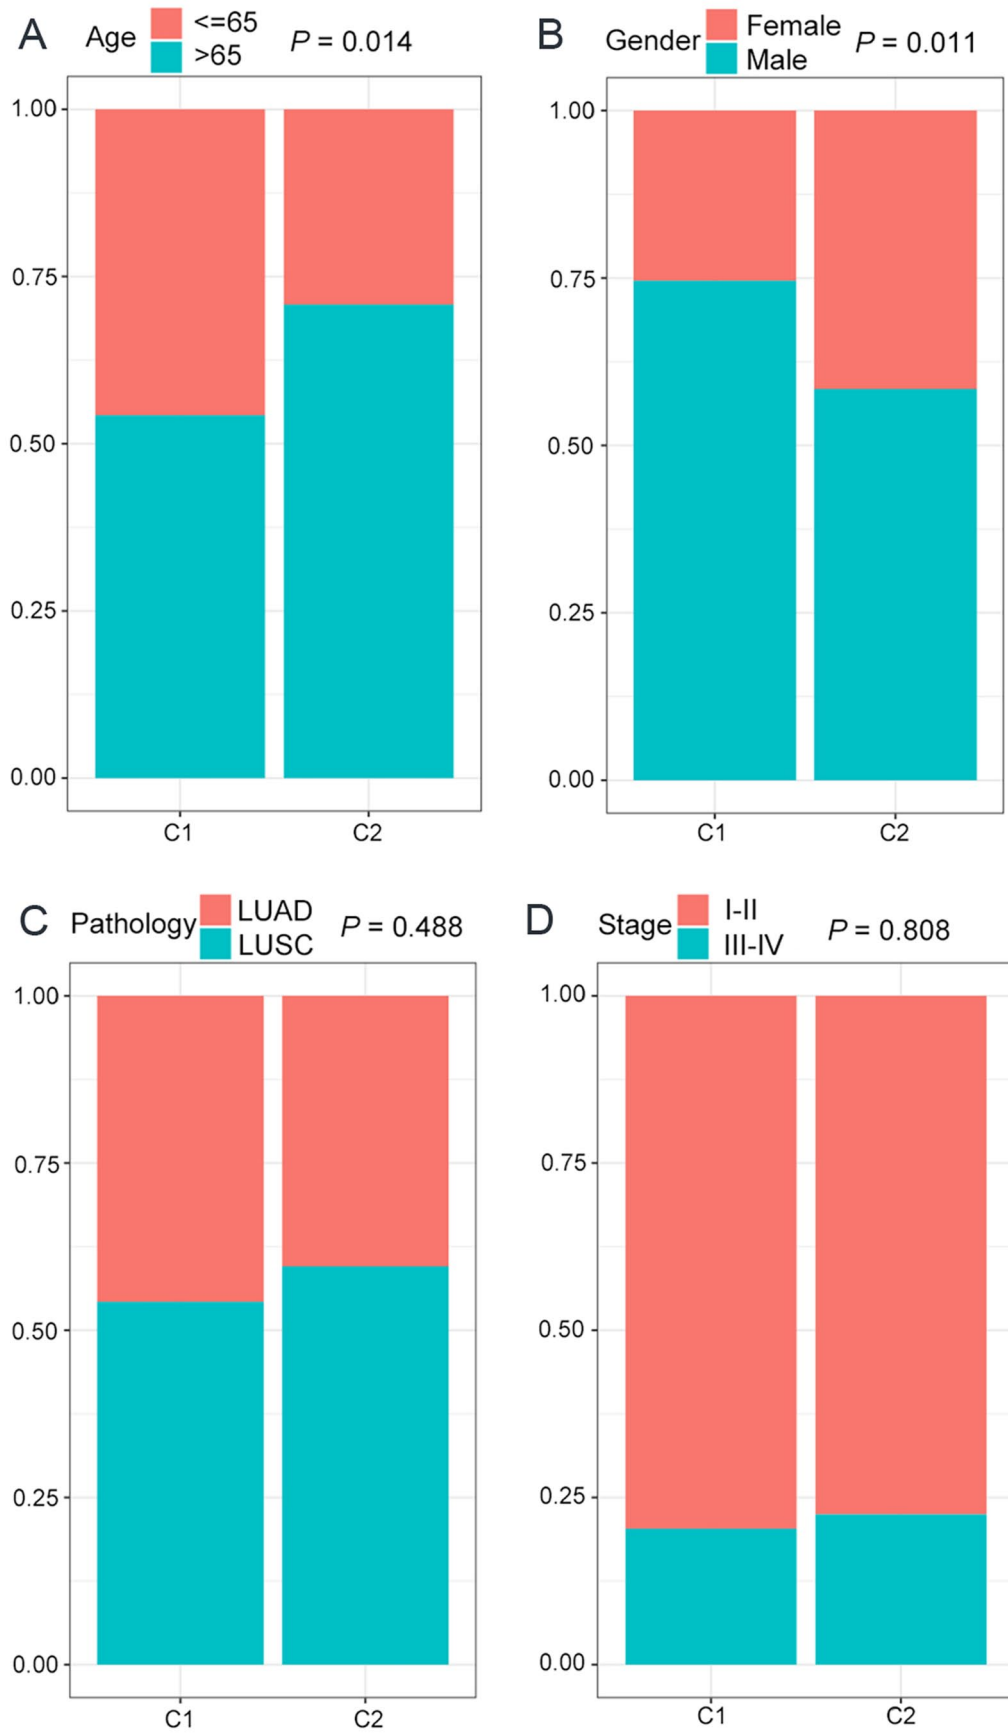 A Age <=65 P = 0.014
>65
1.00
0.75
0.50
0.25
0.00
C1 C2
B Gender Female P = 0.011
Male
1.00
0.75
0.50
0.25
0.00
C1 C2
C Pathology LUAD P = 0.488
LUSC
1.00
0.75
0.50
0.25
0.00
C1 C2
D Stage I-II P = 0.808
III-IV
1.00
0.75
0.50
0.25
0.00
C1 C2